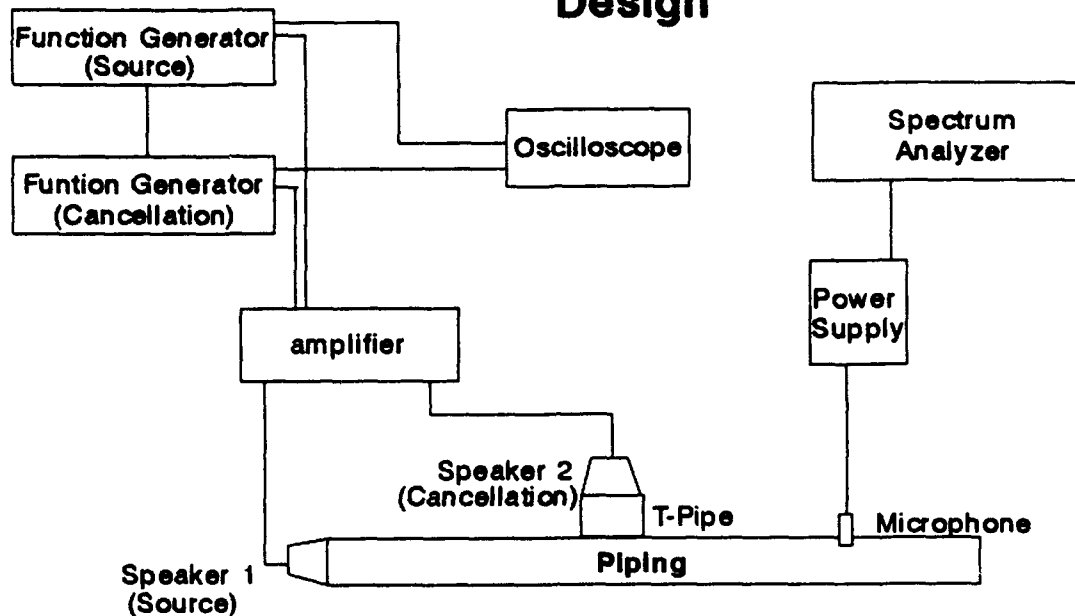 Design
Function Generator
(Source)
Oscilloscope
Spectrum
Analyzer
Funtion Generator
(Cancellation)
Power
Supply
amplifier
Speaker 2
(Cancellation)
T-Pipe
Microphone
Piping
Speaker 1
(Source)